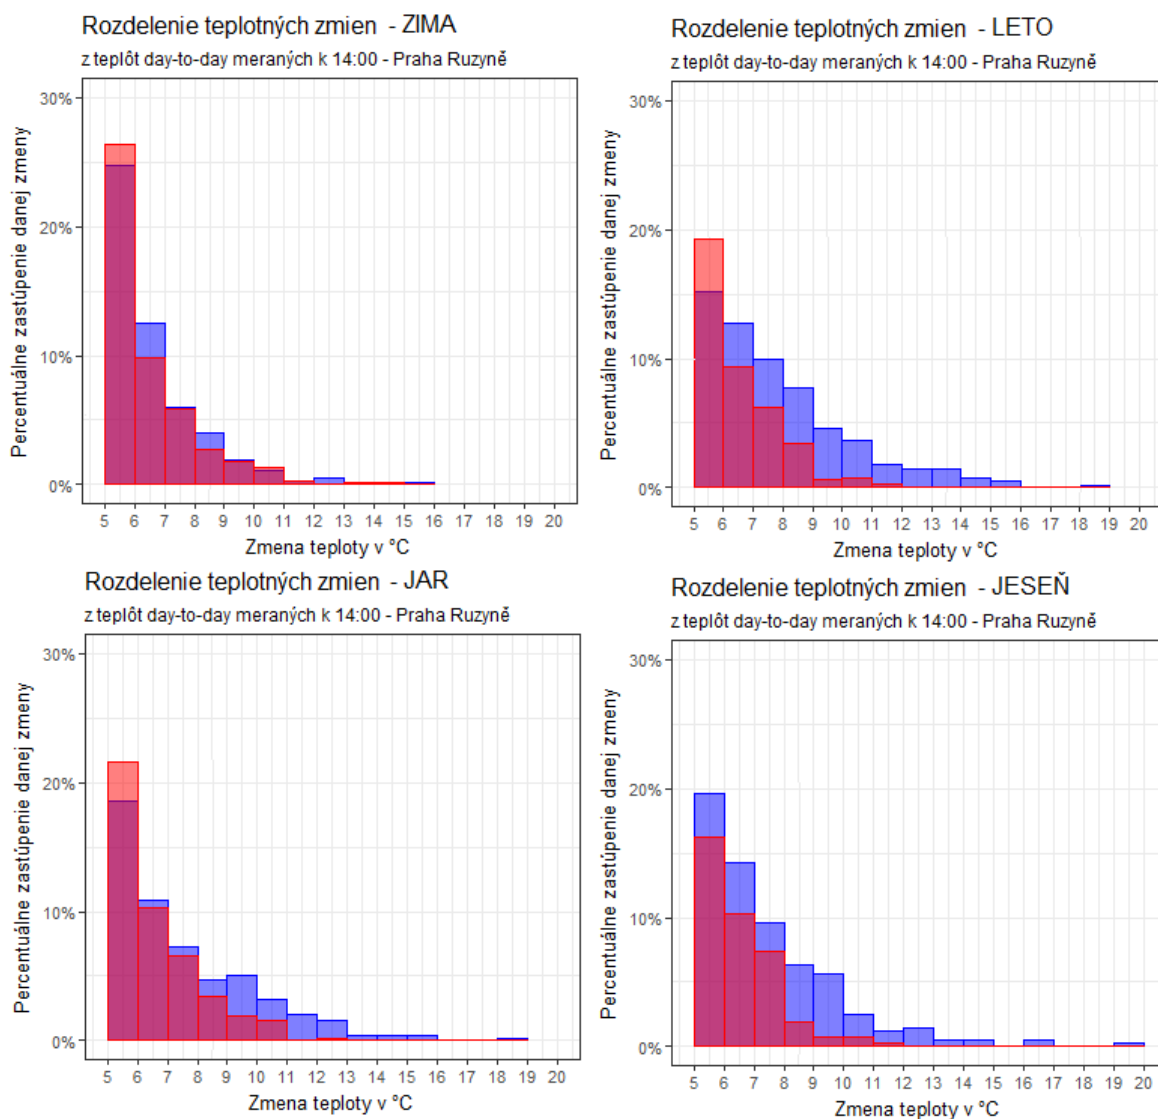 Rozdelenie teplotných zmien - ZIMA
z teplôt day-to-day meraných k 14:00 - Praha Ruzyně
Percentuálne zastúpenie danej zmeny
30%
20%
10%
0%
5 6 7 8 9 10 11 12 13 14 15 16 17 18 19 20
Zmena teploty v °C
Rozdelenie teplotných zmien - LETO
z teplôt day-to-day meraných k 14:00 - Praha Ruzyně
Percentuálne zastúpenie danej zmeny
30%
20%
10%
0%
5 6 7 8 9 10 11 12 13 14 15 16 17 18 19 20
Zmena teploty v °C
Rozdelenie teplotných zmien - JAR
z teplôt day-to-day meraných k 14:00 - Praha Ruzyně
Percentuálne zastúpenie danej zmeny
30%
20%
10%
0%
5 6 7 8 9 10 11 12 13 14 15 16 17 18 19 20
Zmena teploty v °C
Rozdelenie teplotných zmien - JESEŇ
z teplôt day-to-day meraných k 14:00 - Praha Ruzyně
Percentuálne zastúpenie danej zmeny
30%
20%
10%
0%
5 6 7 8 9 10 11 12 13 14 15 16 17 18 19 20
Zmena teploty v °C